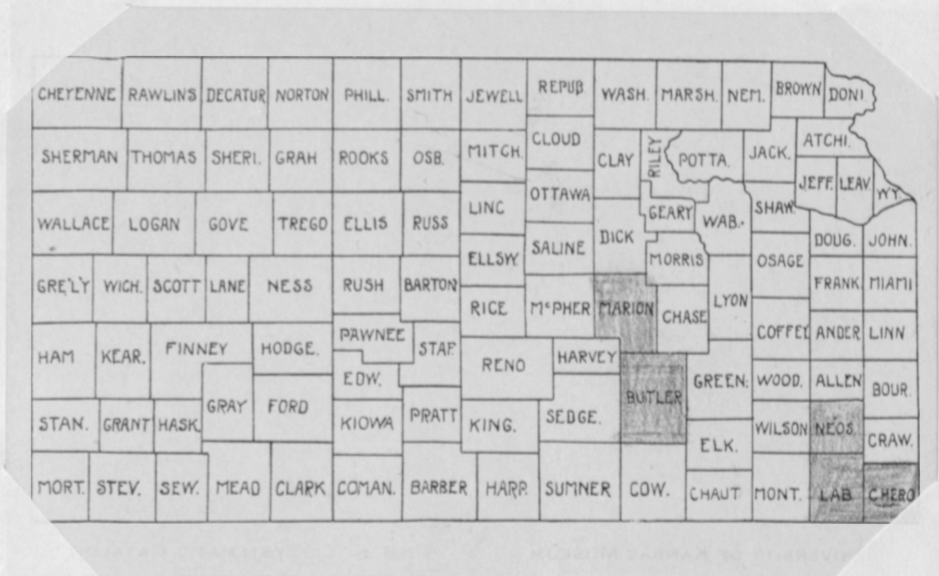 CHEYENNE RAWLINS DECATUR NORTON PHILL. SMITH JEWELL REPUB. WASH. MARSH. NEM. BROWN DONI
SHERMAN THOMAS SHERI. GRAH ROOKS OSB. MITCH. CLOUD CLAY RILEY POTTA. JACK. ATCHI.
JEFF. LEAV. WY.
WALLACE LOGAN GOVE TREGO ELLIS RUSS LINC OTTAWA DICK GEARY WAB. SHAW. DOUG. JOHN.
ELLSW. SALINE MORRIS OSAGE
GRE'LY WICH. SCOTT LANE NESS RUSH BARTON RICE McPHER MARION CHASE LYON FRANK. MIAMI
HAM KEAR. FINNEY HODGE. PAWNEE STAF. RENO HARVEY COFFEY ANDER LINN
EDW. BUTLER GREEN. WOOD. ALLEN BOUR.
STAN. GRANT HASK. GRAY FORD KIOWA PRATT KING. SEDGE. ELK. WILSON NEOS. CRAW.
MORT. STEV. SEW. MEAD CLARK COMAN. BARBER HARP. SUMNER COW. CHAUT MONT. LAB. CHERO
UNIVERSITY OF KANSAS MUSEUM